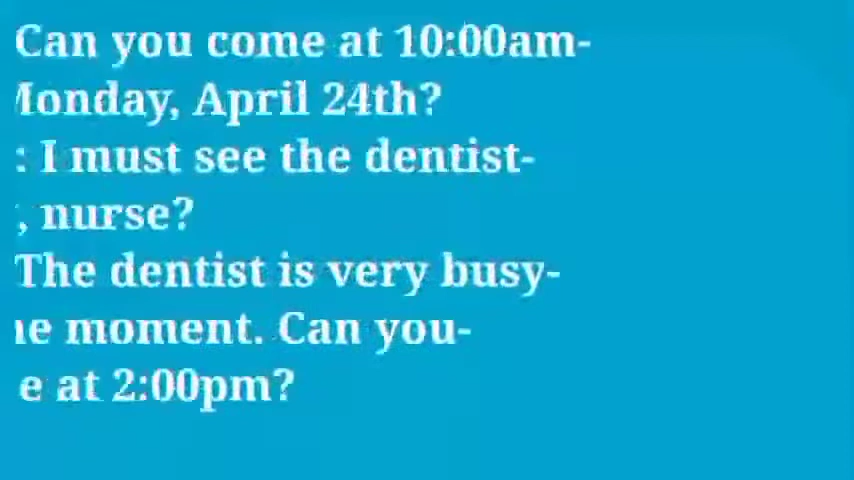 Can you come at 10:00am-
Monday, April 24th?
: I must see the dentist-
, nurse?
The dentist is very busy-
moment. Can you-
e at 2:00pm?